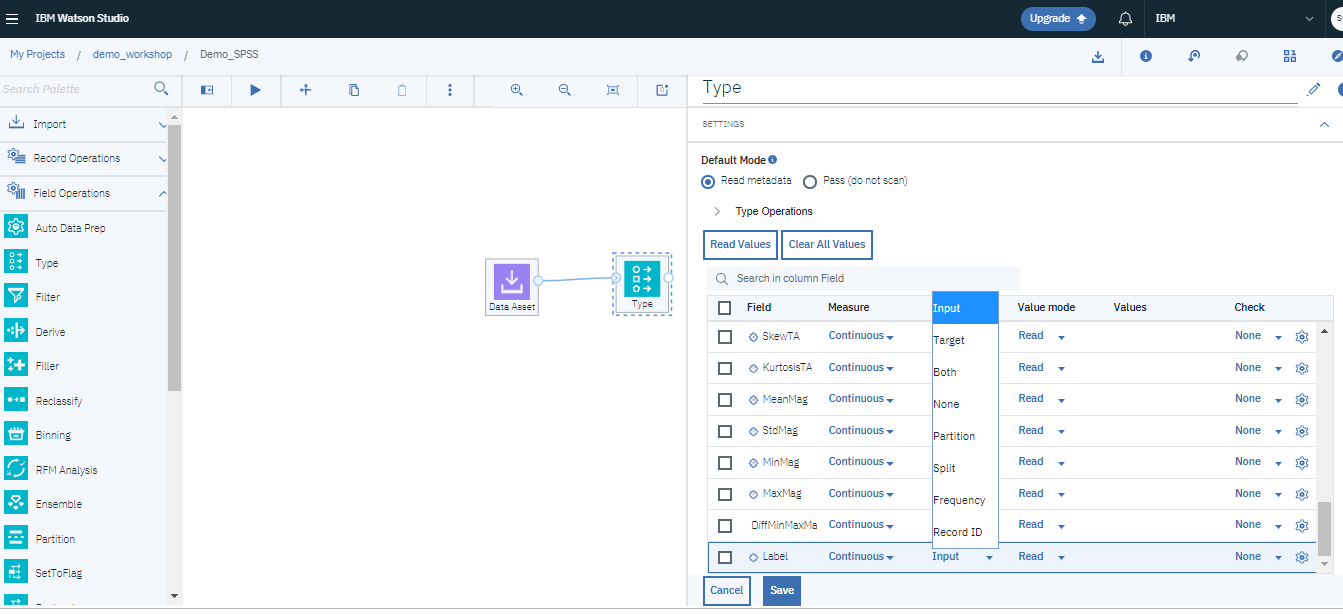 IBM Watson Studio
Upgrade
IBM
My Projects / demo_workshop / Demo_SPSS
Search Palette
Import
Record Operations
Field Operations
Auto Data Prep
Type
Filter
Derive
Filler
Reclassify
Binning
RFM Analysis
Ensemble
Partition
SetToFlag
Data Asset
Type
Type
SETTINGS
Default Mode
Read metadata Pass (do not scan)
Type Operations
Read Values Clear All Values
Search in column Field
Field Measure Value mode Values Check
SkewTA Continuous Read None
KurtosisTA Continuous Read None
MeanMag Continuous Read None
StdMag Continuous Read None
MinMag Continuous Read None
MaxMag Continuous Read None
DiffMinMaxMa Continuous Read None
Label Continuous Input Read None
Input
Target
Both
None
Partition
Split
Frequency
Record ID
Cancel Save